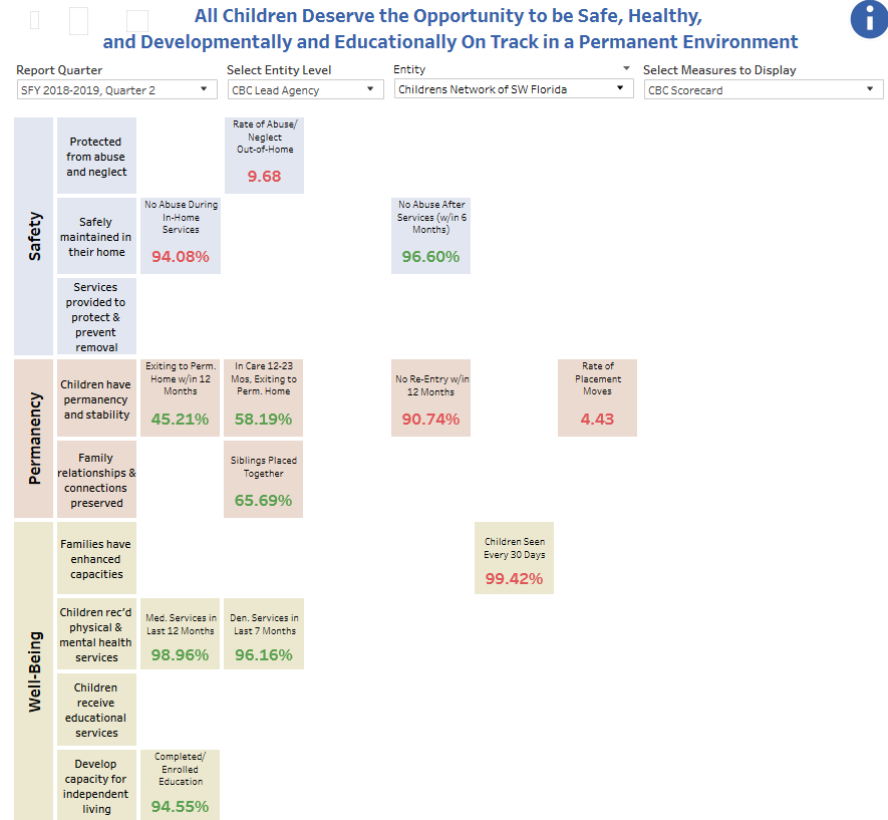 All Children Deserve the Opportunity to be Safe, Healthy,
and Developmentally and Educationally On Track in a Permanent Environment
i
Report Quarter
Select Entity Level
Entity
Select Measures to Display
SFY 2018-2019, Quarter 2
CBC Lead Agency
Childrens Network of SW Florida
CBC Scorecard
Safety
Protected
from abuse
and neglect
Rate of Abuse/
Neglect
Out-of-Home
9.68
Safely
maintained in
their home
No Abuse During
In-Home
Services
94.08%
No Abuse After
Services (w/in 6
Months)
96.60%
Services
provided to
protect &
prevent
removal
Permanency
Children have
permanency
and stability
Exiting to Perm.
Home w/in 12
Months
45.21%
In Care 12-23
Mos, Exiting to
Perm. Home
58.19%
No Re-Entry w/in
12 Months
90.74%
Rate of
Placement
Moves
4.43
Family
relationships &
connections
preserved
Siblings Placed
Together
65.69%
Well-Being
Families have
enhanced
capacities
Children Seen
Every 30 Days
99.42%
Children rec'd
physical &
mental health
services
Med. Services in
Last 12 Months
98.96%
Den. Services in
Last 7 Months
96.16%
Children
receive
educational
services
Develop
capacity for
independent
living
Completed/
Enrolled
Education
94.55%